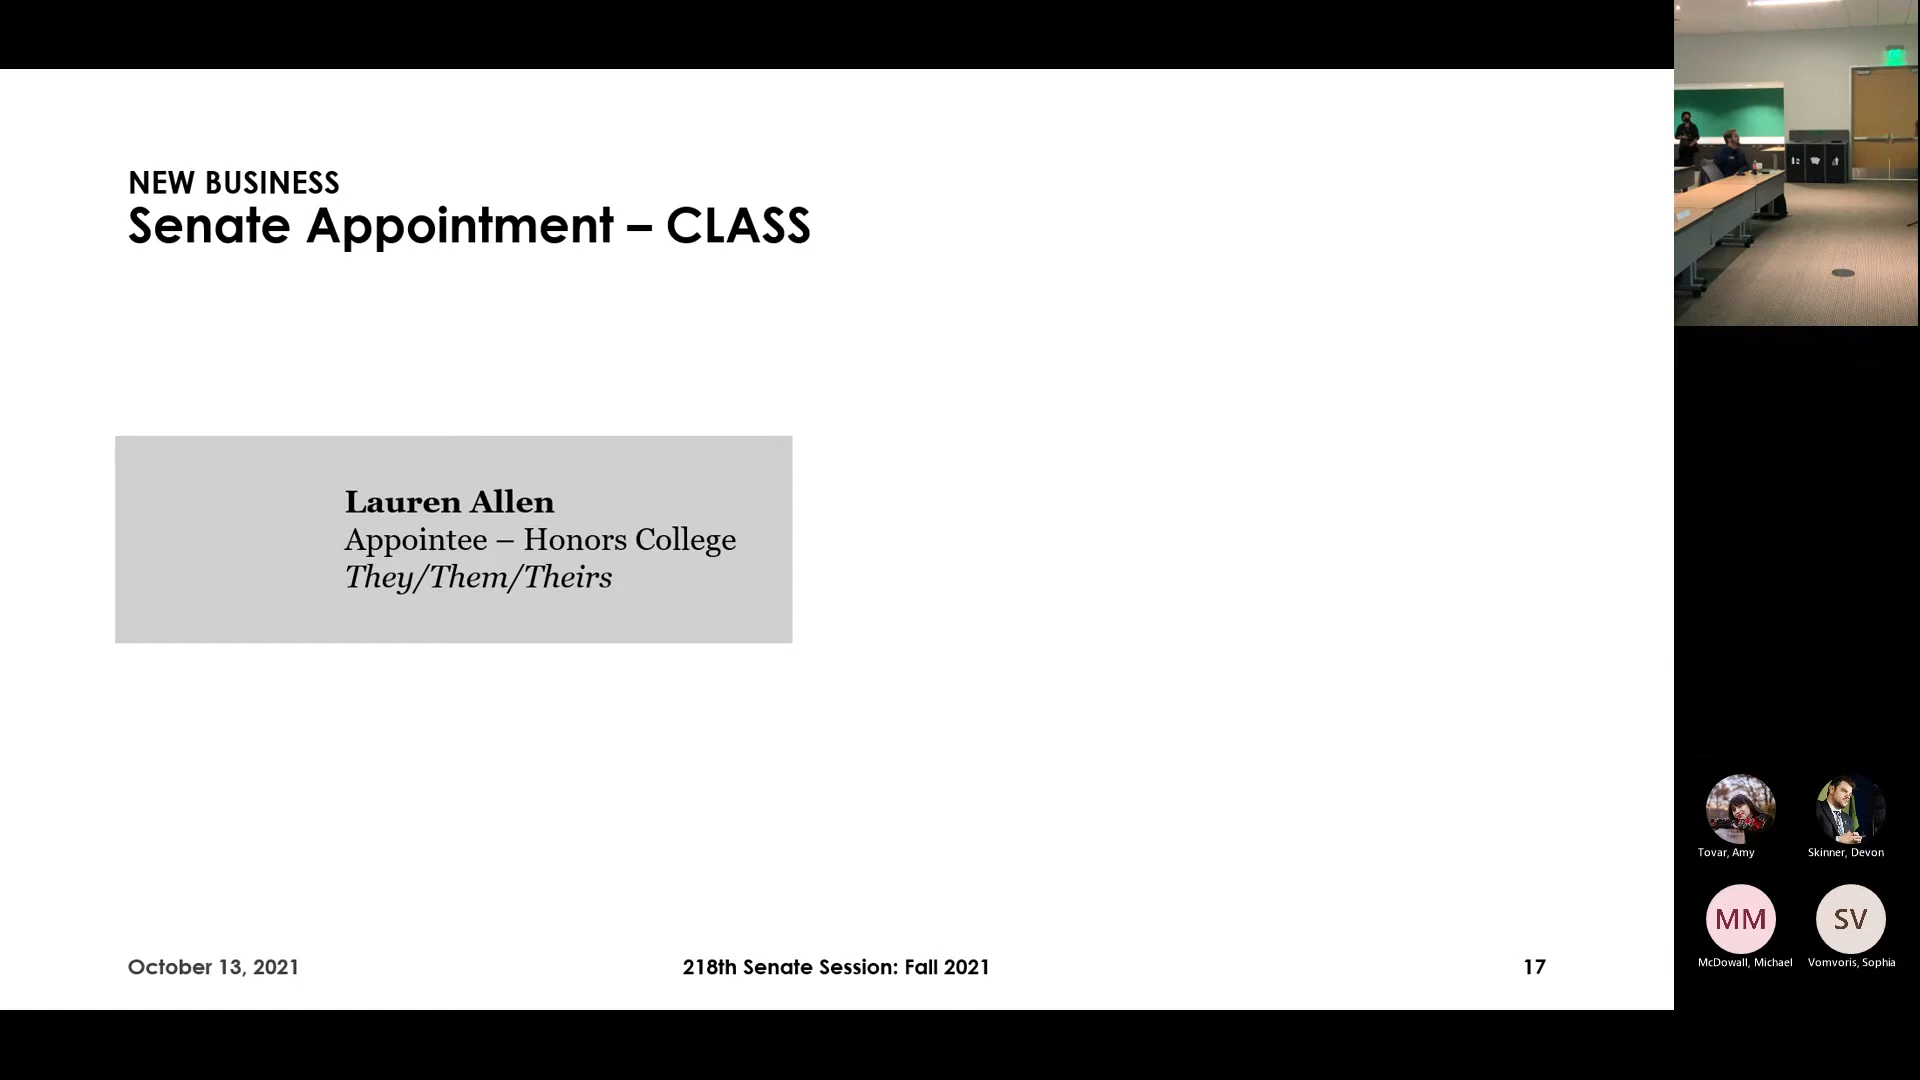 NEW BUSINESS
Senate Appointment – CLASS
Lauren Allen
Appointee – Honors College
They/Them/Theirs
October 13, 2021
218th Senate Session: Fall 2021
17
Tovar, Amy
Skinner, Devon
MM
SV
McDowall, Michael
Vomvoris, Sophia